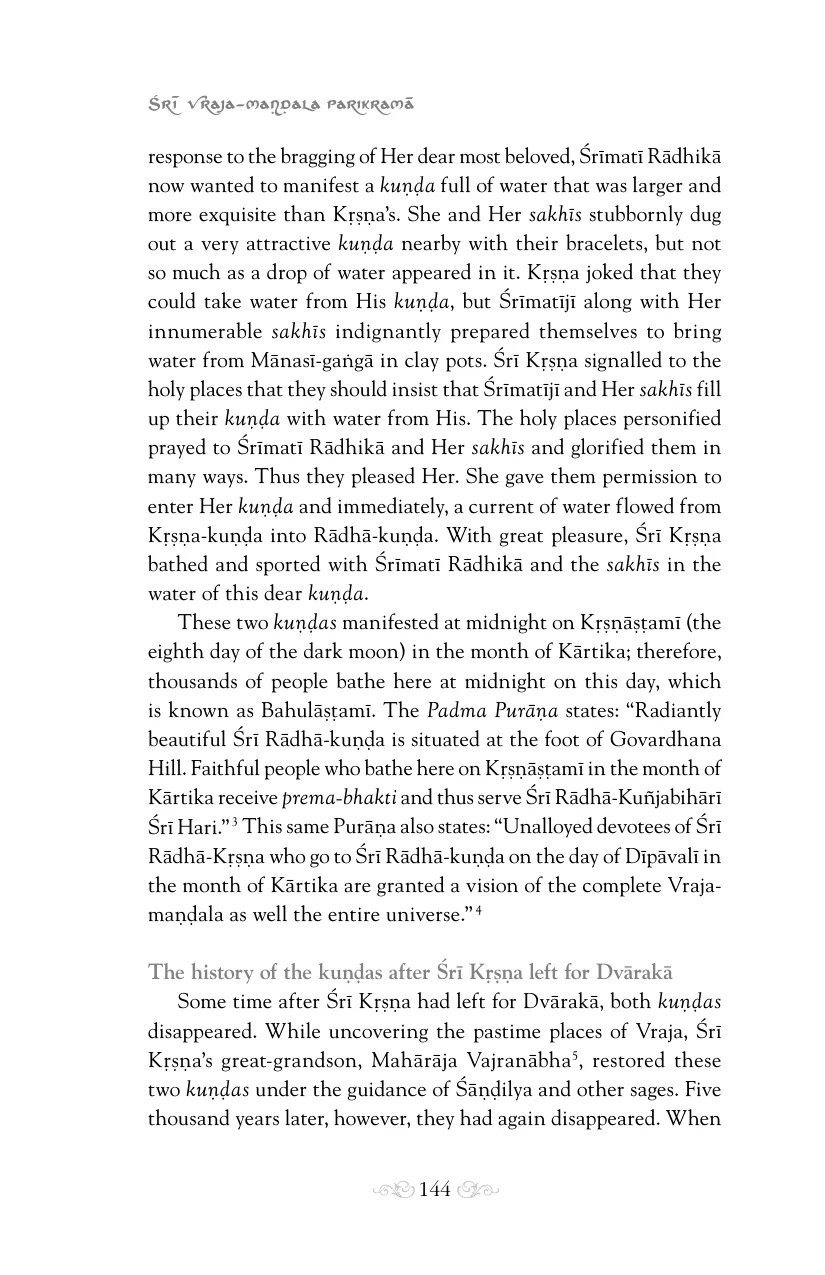 Śrī Vraja-maṇḍala Parikramā
response to the bragging of Her dear most beloved, Śrīmatī Rādhikā
now wanted to manifest a kuṇḍa full of water that was larger and
more exquisite than Kṛṣṇa’s. She and Her sakhīs stubbornly dug
out a very attractive kuṇḍa nearby with their bracelets, but not
so much as a drop of water appeared in it. Kṛṣṇa joked that they
could take water from His kuṇḍa, but Śrīmatījī along with Her
innumerable sakhīs indignantly prepared themselves to bring
water from Mānasī-gaṅgā in clay pots. Śrī Kṛṣṇa signalled to the
holy places that they should insist that Śrīmatījī and Her sakhīs fill
up their kuṇḍa with water from His. The holy places personified
prayed to Śrīmatī Rādhikā and Her sakhīs and glorified them in
many ways. Thus they pleased Her. She gave them permission to
enter Her kuṇḍa and immediately, a current of water flowed from
Kṛṣṇa-kuṇḍa into Rādhā-kuṇḍa. With great pleasure, Śrī Kṛṣṇa
bathed and sported with Śrīmatī Rādhikā and the sakhīs in the
water of this dear kuṇḍa.
These two kuṇḍas manifested at midnight on Kṛṣṇāṣṭamī (the
eighth day of the dark moon) in the month of Kārtika; therefore,
thousands of people bathe here at midnight on this day, which
is known as Bahulāṣṭamī. The Padma Purāṇa states: “Radiantly
beautiful Śrī Rādhā-kuṇḍa is situated at the foot of Govardhana
Hill. Faithful people who bathe here on Kṛṣṇāṣṭamī in the month of
Kārtika receive prema-bhakti and thus serve Śrī Rādhā-Kuñjabihārī
Śrī Hari.” 3 This same Purāṇa also states: “Unalloyed devotees of Śrī
Rādhā-Kṛṣṇa who go to Śrī Rādhā-kuṇḍa on the day of Dīpāvalī in
the month of Kārtika are granted a vision of the complete Vraja-
maṇḍala as well the entire universe.” 4
The history of the kuṇḍas after Śrī Kṛṣṇa left for Dvārakā
Some time after Śrī Kṛṣṇa had left for Dvārakā, both kuṇḍas
disappeared. While uncovering the pastime places of Vraja, Śrī
Kṛṣṇa’s great-grandson, Mahārāja Vajranābha5, restored these
two kuṇḍas under the guidance of Śāṇḍilya and other sages. Five
thousand years later, however, they had again disappeared. When
144